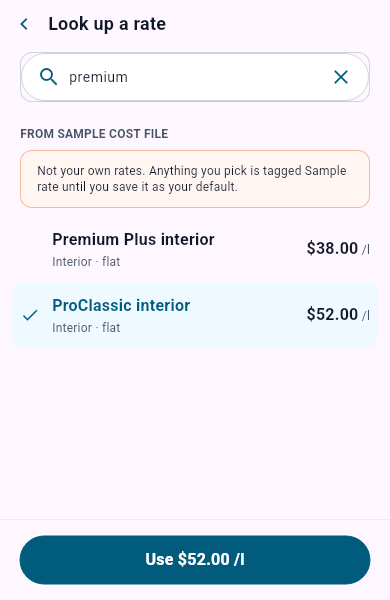 Look up a rate
premium
FROM SAMPLE COST FILE
Not your own rates. Anything you pick is tagged Sample
rate until you save it as your default.
Premium Plus interior
Interior · flat
$38.00 /l
ProClassic interior
Interior · flat
$52.00 /l
Use $52.00 /l